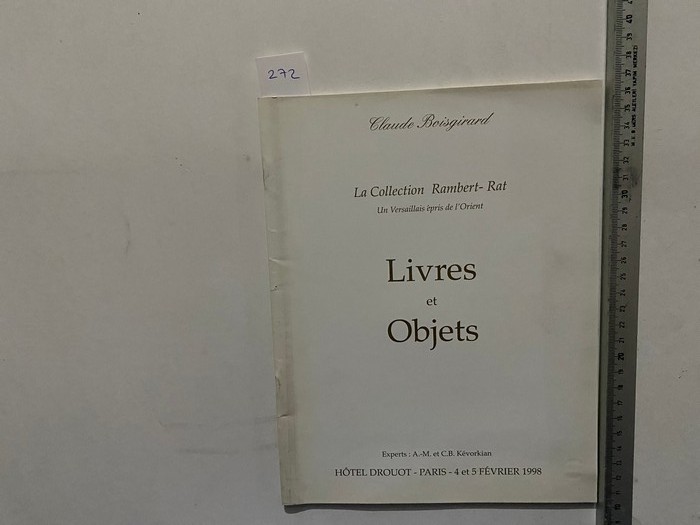 272
Claude Boisgirard
La Collection Rambert- Rat
Un Versaillais èpris de l'Orient
Livres
et
Objets
Experts : A.-M. et C.B. Kévorkian
HÔTEL DROUOT - PARIS - 4 et 5 FÉVRIER 1998